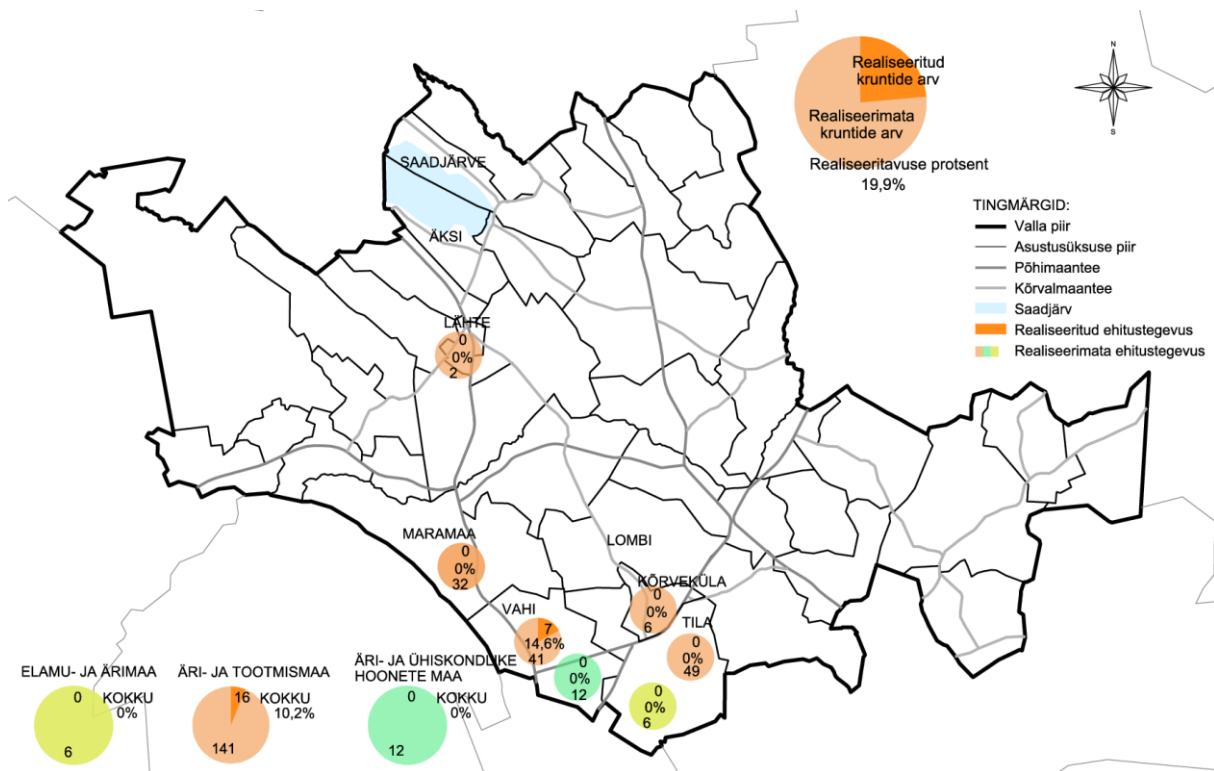 Realiseeritud
kruntide arv
Realiseerimata
kruntide arv
Realiseeritavuse protsent
19,9%
N
S
TINGMÄRGID:
Valla piir
Asustusüksuse piir
Põhimaantee
Kõrvalmaantee
Saadjärv
Realiseeritud ehitustegevus
Realiseerimata ehitustegevus
SAADJÄRVE
ÄKSI
LÄHTE
0
0%
2
MARAMAA
0
0%
32
LOMBI
KÕRVEKÜLA
0
0%
6
VAHI
7
14,6%
41
TILA
0
0%
49
0
0%
12
0
0%
6
ELAMU- JA ÄRIMAA
0 KOKKU
0%
6
ÄRI- JA TOOTMISMAA
16 KOKKU
10,2%
141
ÄRI- JA ÜHISKONDLIKE
HOONETE MAA
0 KOKKU
0%
12